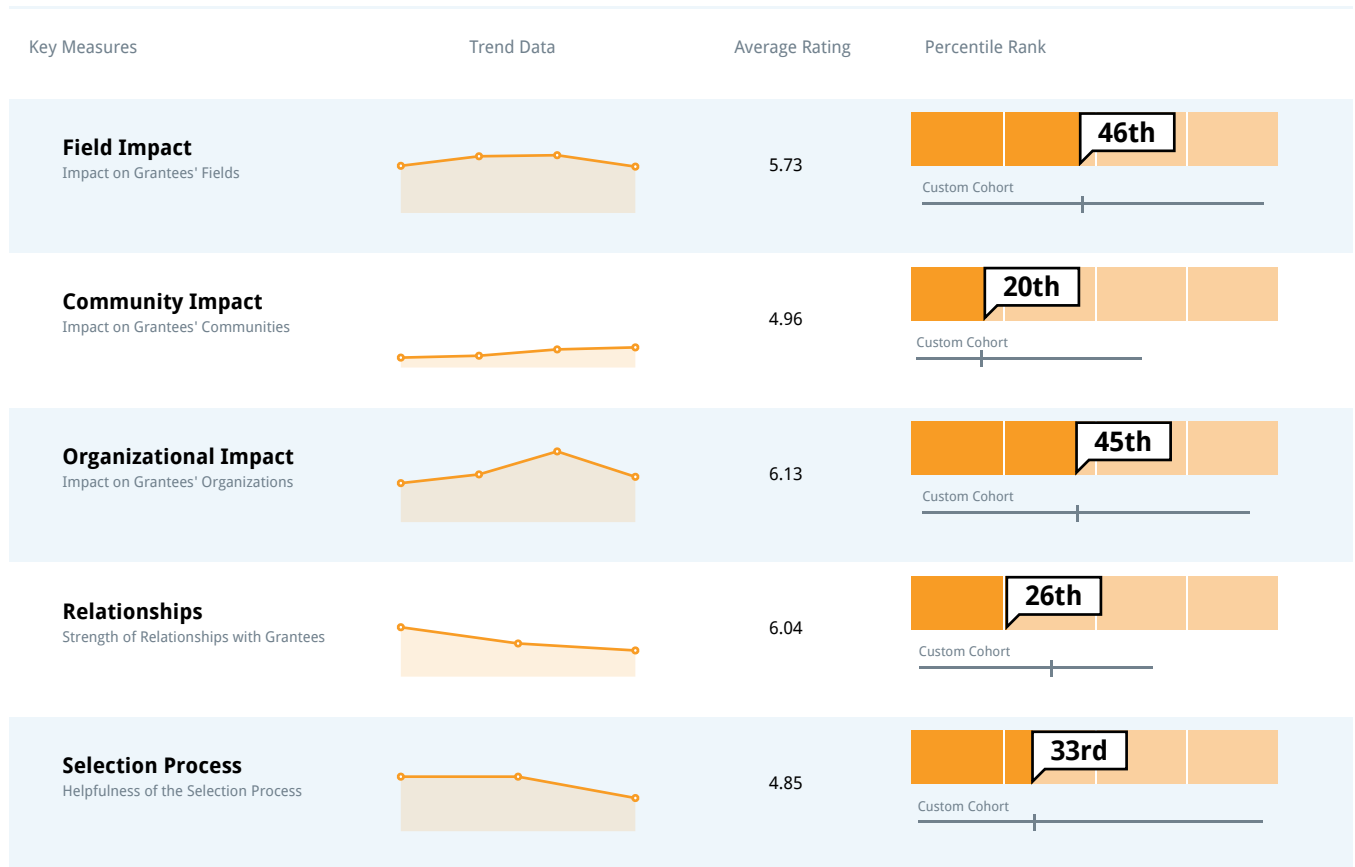 Key Measures
Trend Data
Average Rating
Percentile Rank
Field Impact
Impact on Grantees' Fields
5.73
46th
Custom Cohort
Community Impact
Impact on Grantees' Communities
4.96
20th
Custom Cohort
Organizational Impact
Impact on Grantees' Organizations
6.13
45th
Custom Cohort
Relationships
Strength of Relationships with Grantees
6.04
26th
Custom Cohort
Selection Process
Helpfulness of the Selection Process
4.85
33rd
Custom Cohort